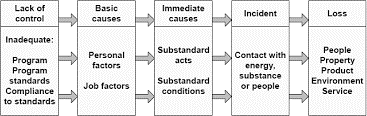 Lack of
control
Inadequate:
Program
Program
standards
Compliance
to standards
Basic
causes
Personal
factors
Job factors
Immediate
causes
Substandard
acts
Substandard
conditions
Incident
Contact with
energy,
substance
or people
Loss
People
Property
Product
Environment
Service